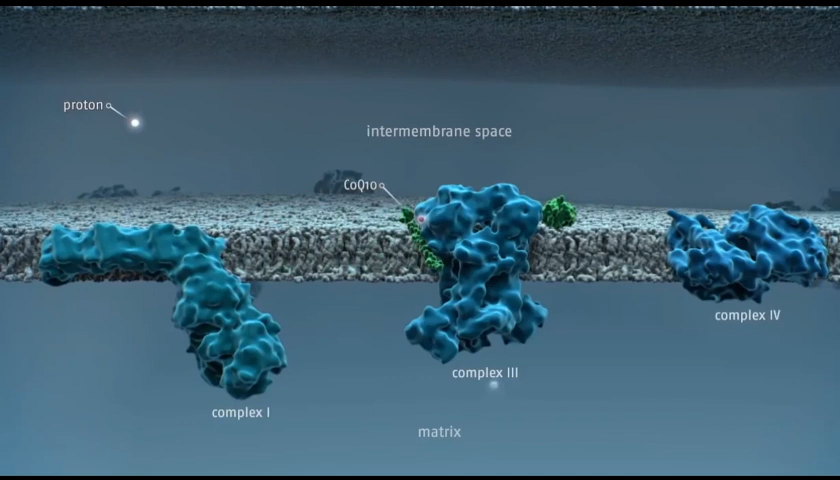 proton
intermembrane space
CoQ10
complex IV
complex III
complex I
matrix